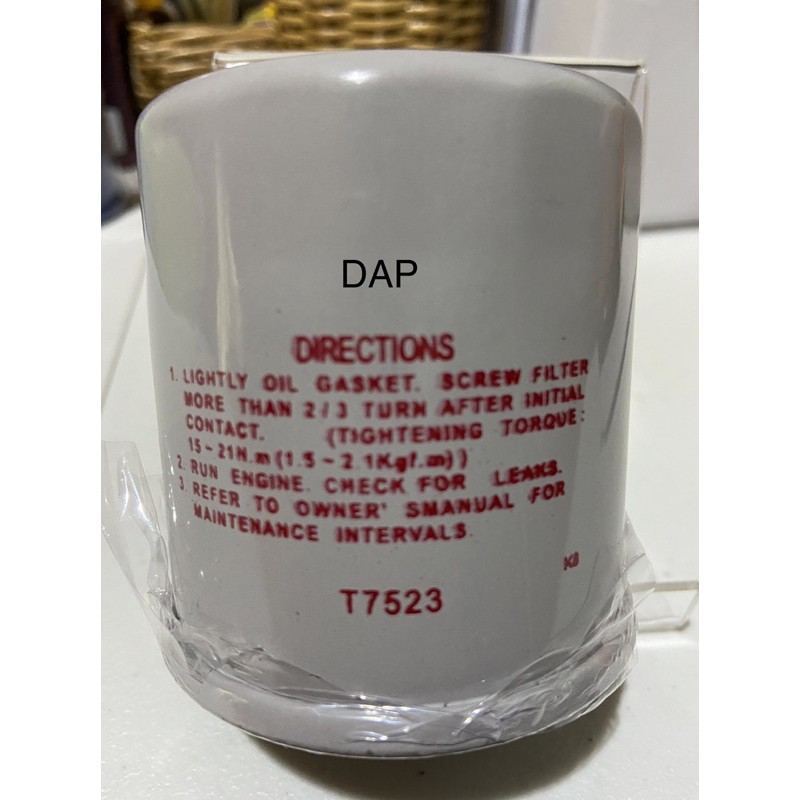 DAP
DIRECTIONS
1. LIGHTLY OIL GASKET. SCREW FILTER
MORE THAN 2/3 TURN AFTER INITIAL
CONTACT. (TIGHTENING TORQUE:
15~21N.m(1.5~2.1Kgf.m))
2. RUN ENGINE. CHECK FOR LEAKS.
3. REFER TO OWNER' SMANUAL FOR
MAINTENANCE INTERVALS.
T7523